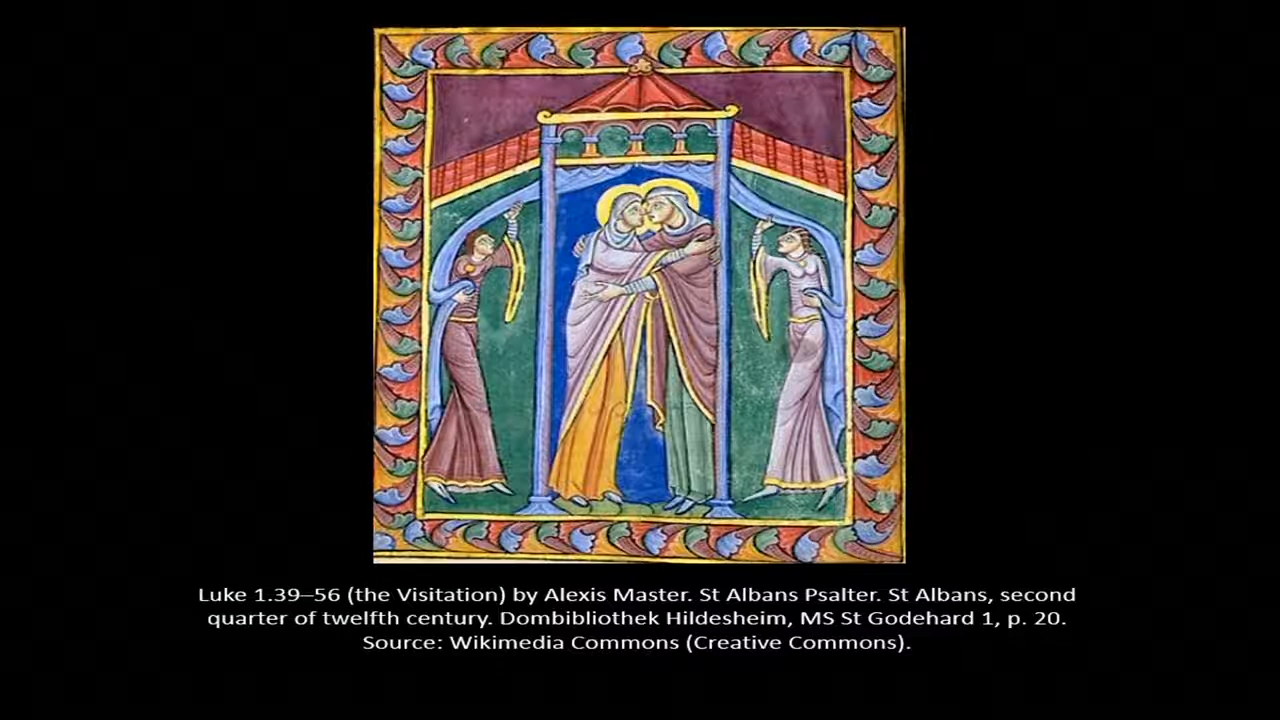 Luke 1.39–56 (the Visitation) by Alexis Master. St Albans Psalter. St Albans, second
quarter of twelfth century. Dombibliothek Hildesheim, MS St Godehard 1, p. 20.
Source: Wikimedia Commons (Creative Commons).